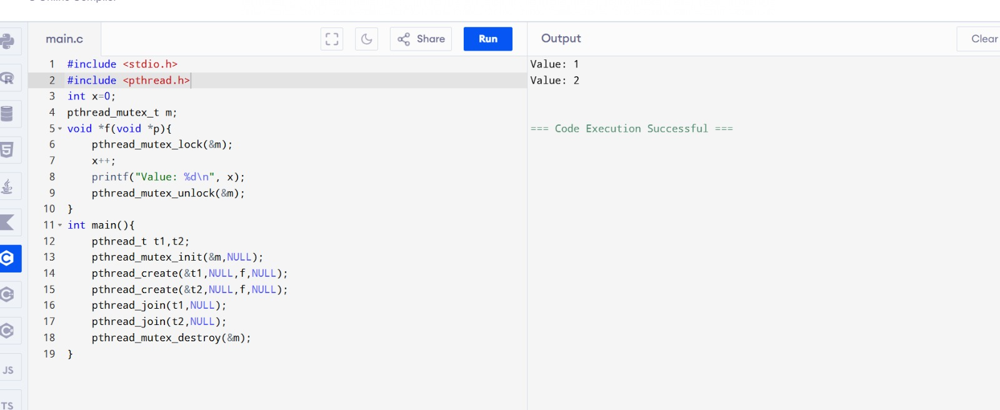 C Online Compiler
main.c
Share
Run
Output
Clear
1 #include <stdio.h>
2 #include <pthread.h>
3 int x=0;
4 pthread_mutex_t m;
5 void *f(void *p){
6     pthread_mutex_lock(&m);
7     x++;
8     printf("Value: %d\n", x);
9     pthread_mutex_unlock(&m);
10 }
11 int main(){
12     pthread_t t1,t2;
13     pthread_mutex_init(&m,NULL);
14     pthread_create(&t1,NULL,f,NULL);
15     pthread_create(&t2,NULL,f,NULL);
16     pthread_join(t1,NULL);
17     pthread_join(t2,NULL);
18     pthread_mutex_destroy(&m);
19 }
Value: 1
Value: 2
=== Code Execution Successful ===
R
5
C
C
C
JS
TS